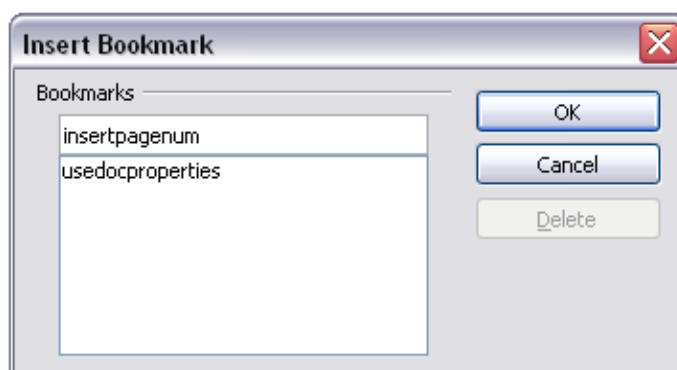 Insert Bookmark
Bookmarks
insertpagenum
usedocproperties
OK
Cancel
Delete